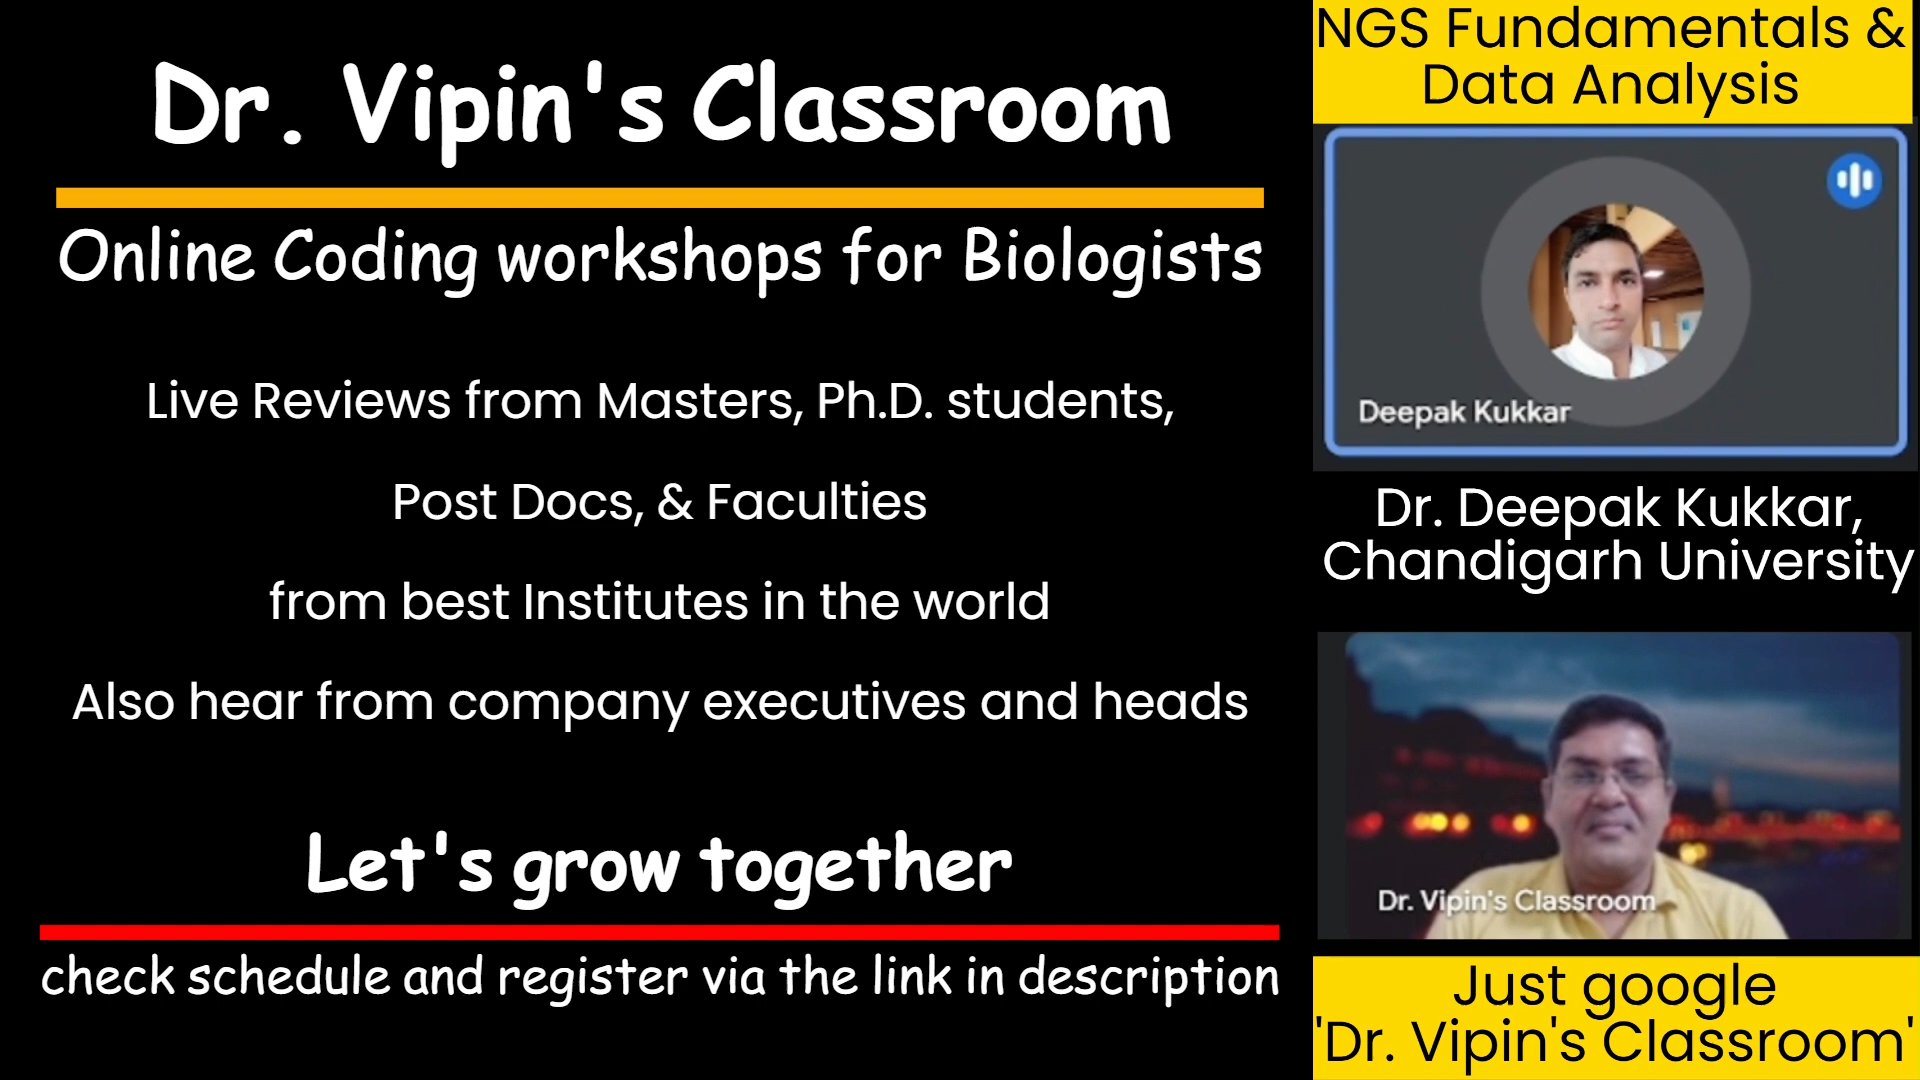 Dr. Vipin's Classroom
Online Coding workshops for Biologists
Live Reviews from Masters, Ph.D. students,
Post Docs, & Faculties
from best Institutes in the world
Also hear from company executives and heads
Let's grow together
check schedule and register via the link in description
NGS Fundamentals &
Data Analysis
Deepak Kukkar
Dr. Deepak Kukkar,
Chandigarh University
Dr. Vipin's Classroom
Just google
'Dr. Vipin's Classroom'